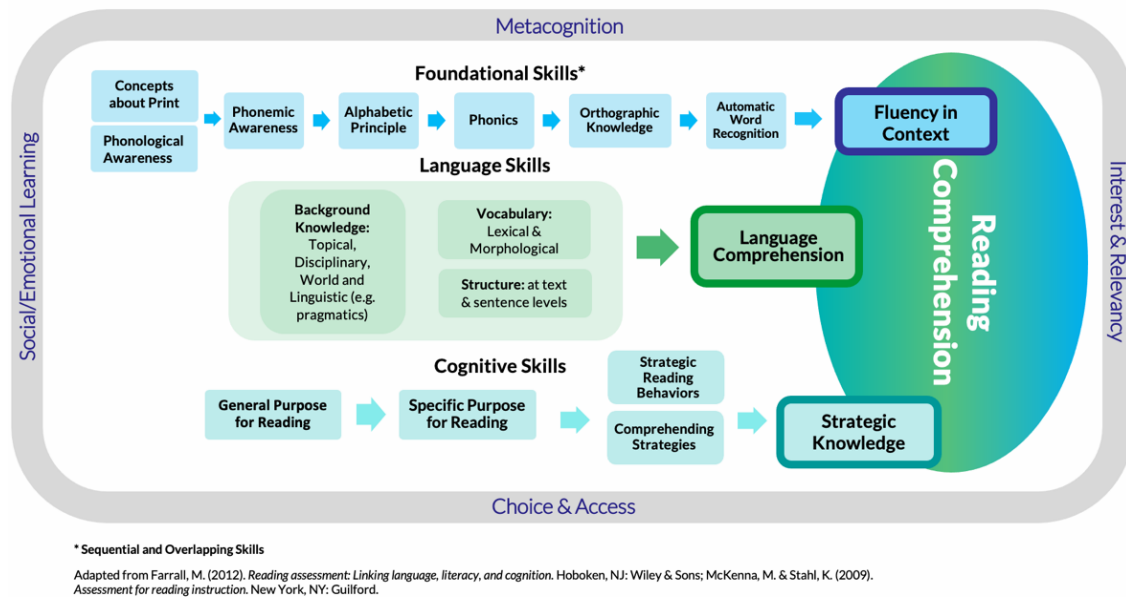 Metacognition
Foundational Skills*
Concepts
about Print
Phonological
Awareness
Phonemic
Awareness
Alphabetic
Principle
Phonics
Orthographic
Knowledge
Automatic
Word
Recognition
Fluency in
Context
Language Skills
Background
Knowledge:
Topical,
Disciplinary,
World and
Linguistic (e.g.
pragmatics)
Vocabulary:
Lexical &
Morphological
Structure: at text
& sentence levels
Language
Comprehension
Cognitive Skills
General Purpose
for Reading
Specific Purpose
for Reading
Strategic
Reading
Behaviors
Comprehending
Strategies
Strategic
Knowledge
Reading
Comprehension
Social/Emotional Learning
Interest & Relevancy
Choice & Access
* Sequential and Overlapping Skills
Adapted from Farrall, M. (2012). Reading assessment: Linking language, literacy, and cognition. Hoboken, NJ: Wiley & Sons; McKenna, M. & Stahl, K. (2009).
Assessment for reading instruction. New York, NY: Guilford.